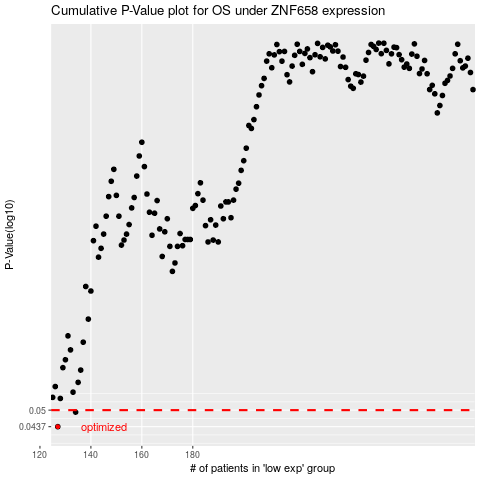 Cumulative P-Value plot for OS under ZNF658 expression
P-Value(log10)
0.05
0.0437
optimized
120 140 160 180
# of patients in 'low exp' group